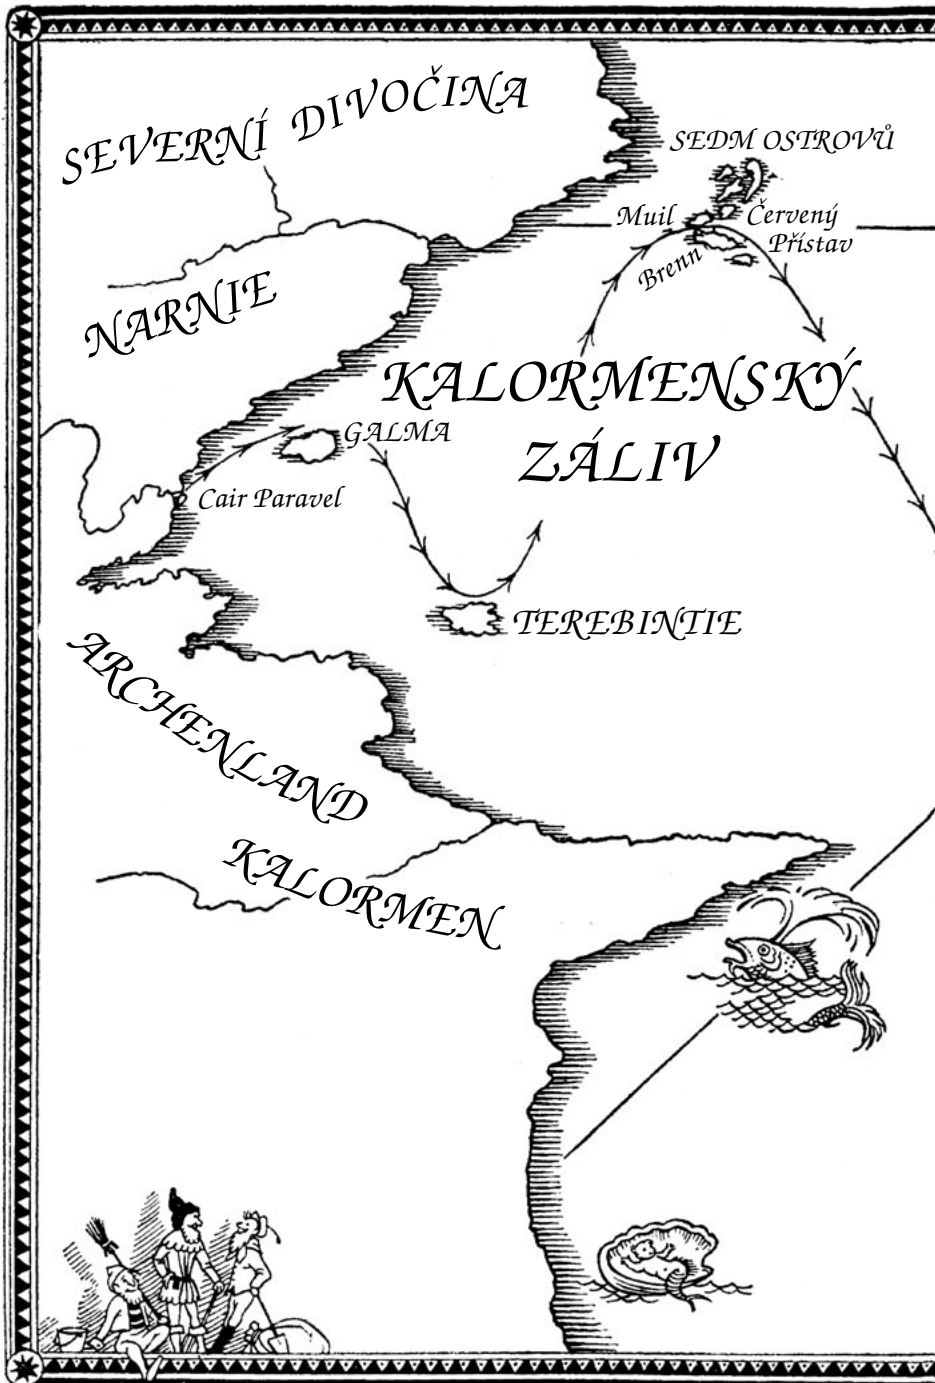 SEVERNÍ DIVOČINA
SEDM OSTROVŮ
Muil
Červený
Přístav
Brenn
NARNIE
KALORMENSKÝ
ZÁLIV
GALMA
Cair Paravel
TEREBINTIE
ARCHENLAND
KALORMEN